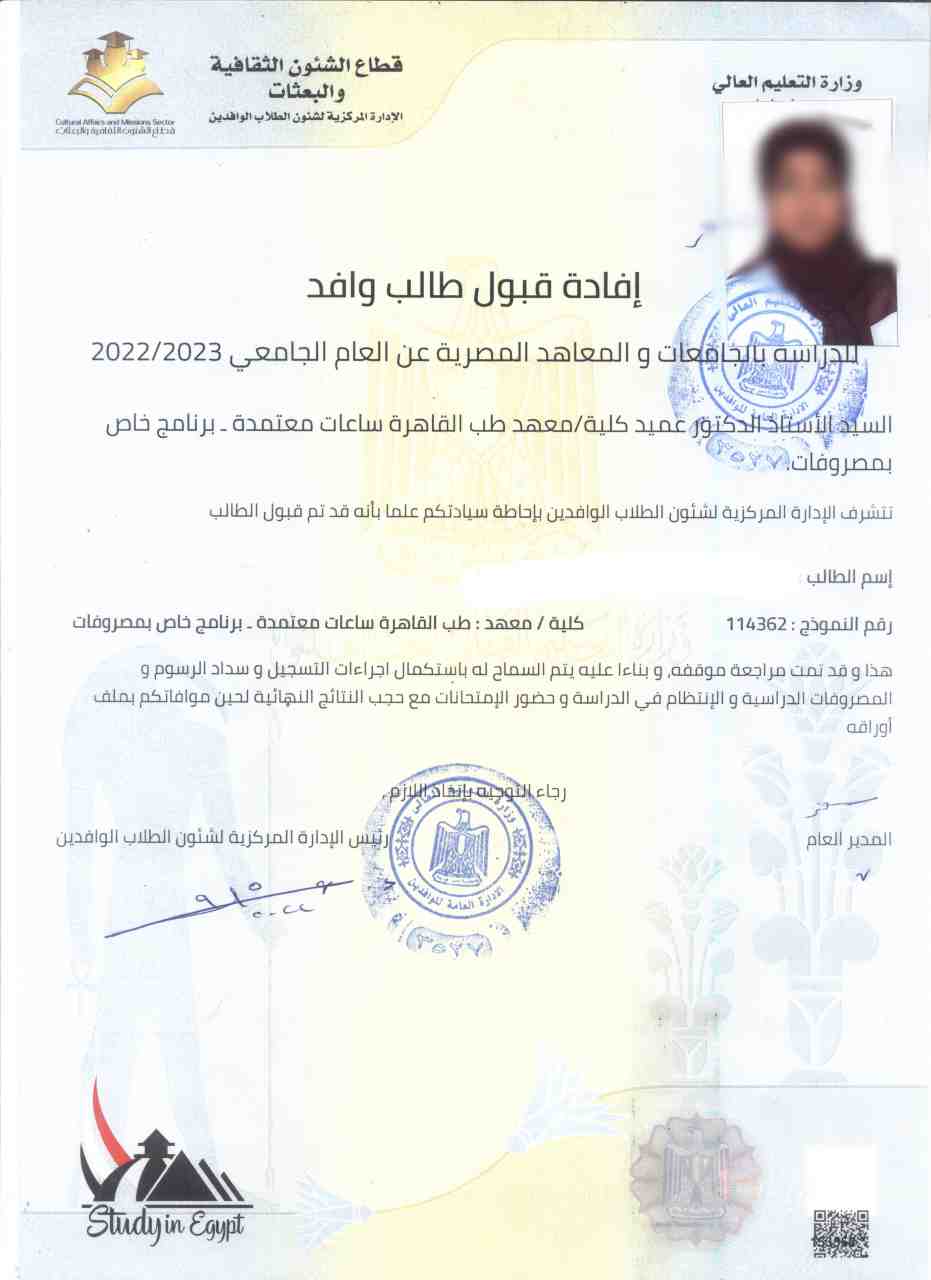 وزارة التعليم العالي
قطاع الشئون الثقافية
والبعثات
الإدارة المركزية لشئون الطلاب الوافدين
Cultural Affairs and Missions Sector
قطاع الشئون الثقافية والبعثات
إفادة قبول طالب وافد
للدراسة بالجامعات و المعاهد المصرية عن العام الجامعي 2022/2023
السيد الأستاذ الدكتور عميد كلية/معهد طب القاهرة ساعات معتمدة ـ برنامج خاص
بمصروفات.
تتشرف الإدارة المركزية لشئون الطلاب الوافدين بإحاطة سيادتكم علما بأنه قد تم قبول الطالب
إسم الطالب :
رقم النموذج : 114362 كلية / معهد : طب القاهرة ساعات معتمدة ـ برنامج خاص بمصروفات
هذا و قد تمت مراجعة موقفه، و بناءا عليه يتم السماح له باستكمال اجراءات التسجيل و سداد الرسوم و
المصروفات الدراسية و الإنتظام في الدراسة و حضور الإمتحانات مع حجب النتائج النهائية لحين موافاتكم بملف
أوراقه
رجاء التوجيه بإتخاذ اللازم.
المدير العام
رئيس الإدارة المركزية لشئون الطلاب الوافدين
وزارة التعليم العالي
الادارة العامة للوافدين
٣٥٢٧
Study in Egypt